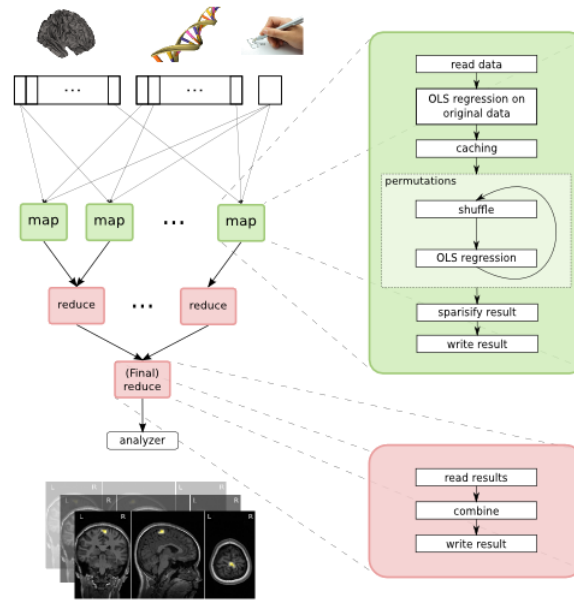 ...
...
read data
OLS regression on
original data
caching
permutations
shuffle
OLS regression
sparisify result
write result
map
map
...
map
reduce
...
reduce
(Final)
reduce
analyzer
read results
combine
write result
L
R
R
L
R
L
R
L
R